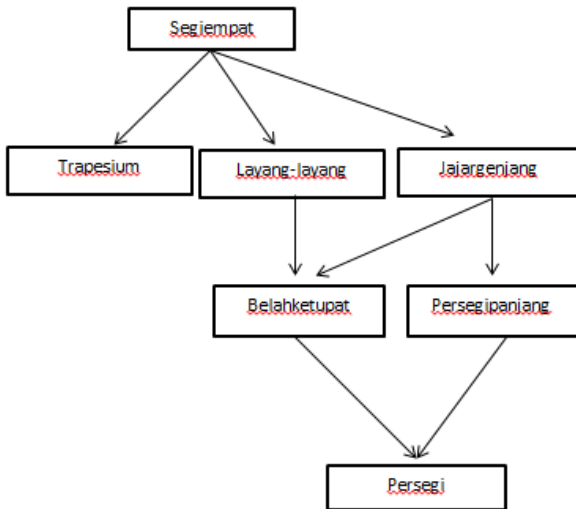 Segiempat
Trapesium
Layang-layang
Jajargenjang
Belahketupat
Persegipanjang
Persegi